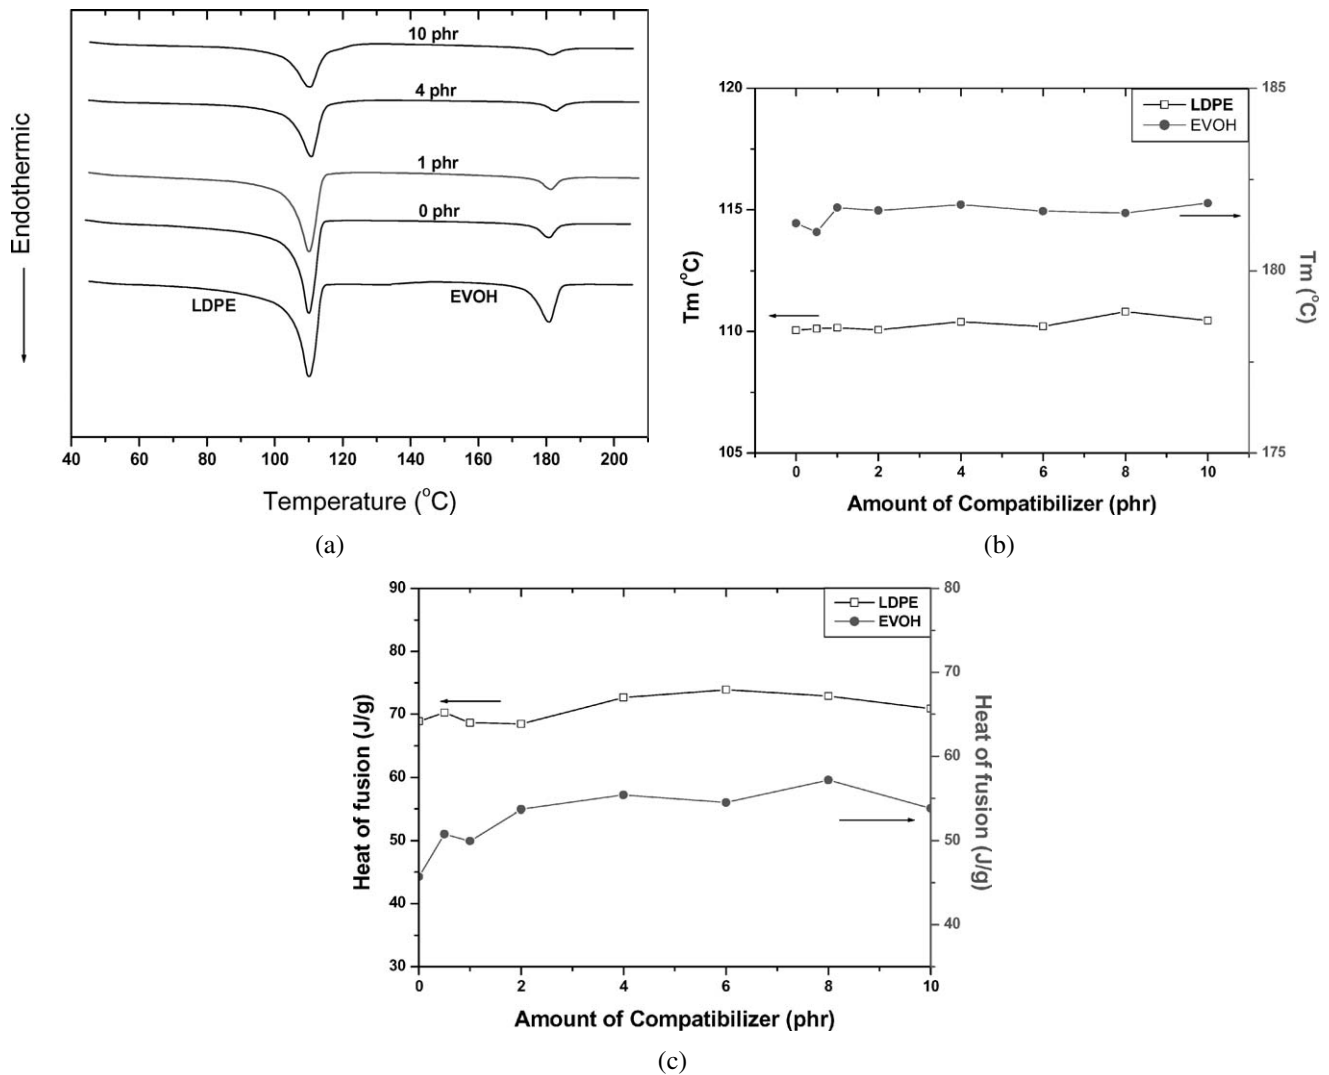 10 phr
4 phr
1 phr
0 phr
LDPE
EVOH
Endothermic
40 60 80 100 120 140 160 180 200
Temperature (°C)
(a)
120
115
110
105
Tm (°C)
LDPE
EVOH
185
180
175
Tm (°C)
0 2 4 6 8 10
Amount of Compatibilizer (phr)
(b)
90
80
70
60
50
40
30
Heat of fusion (J/g)
LDPE
EVOH
80
70
60
50
40
Heat of fusion (J/g)
0 2 4 6 8 10
Amount of Compatibilizer (phr)
(c)